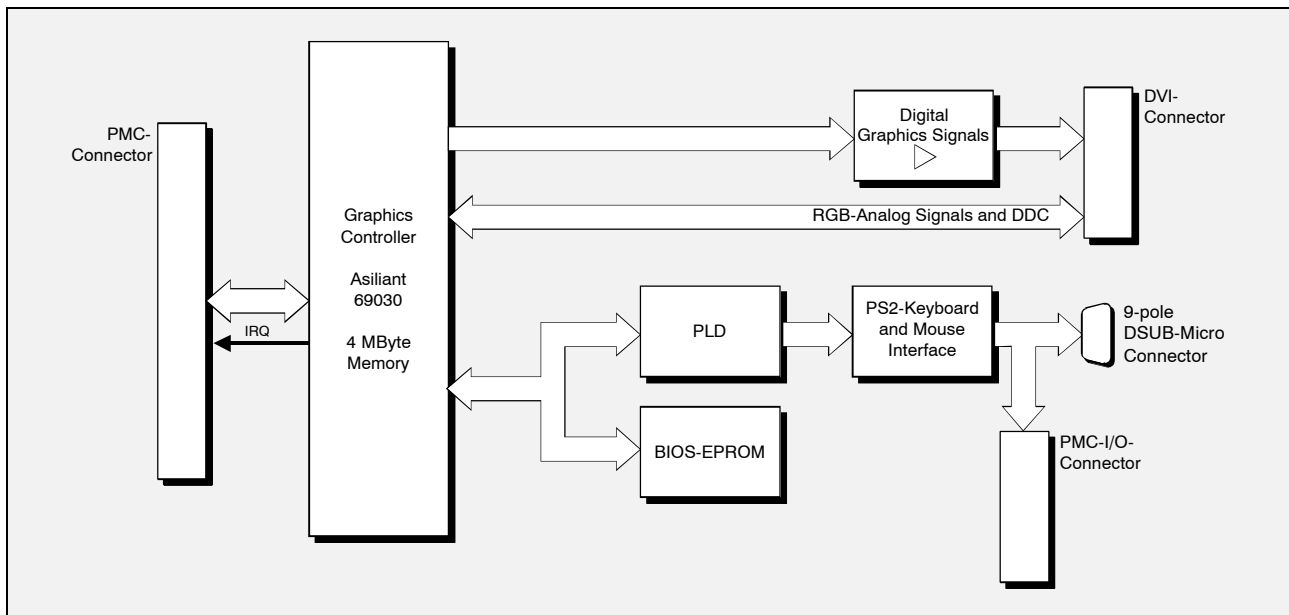 PMC-
Connector
IRQ
Graphics
Controller
Asiliant
69030
4 MByte
Memory
Digital
Graphics Signals
DVI-
Connector
RGB-Analog Signals and DDC
PLD
PS2-Keyboard
and Mouse
Interface
9-pole
DSUB-Micro
Connector
BIOS-EPROM
PMC-I/O-
Connector